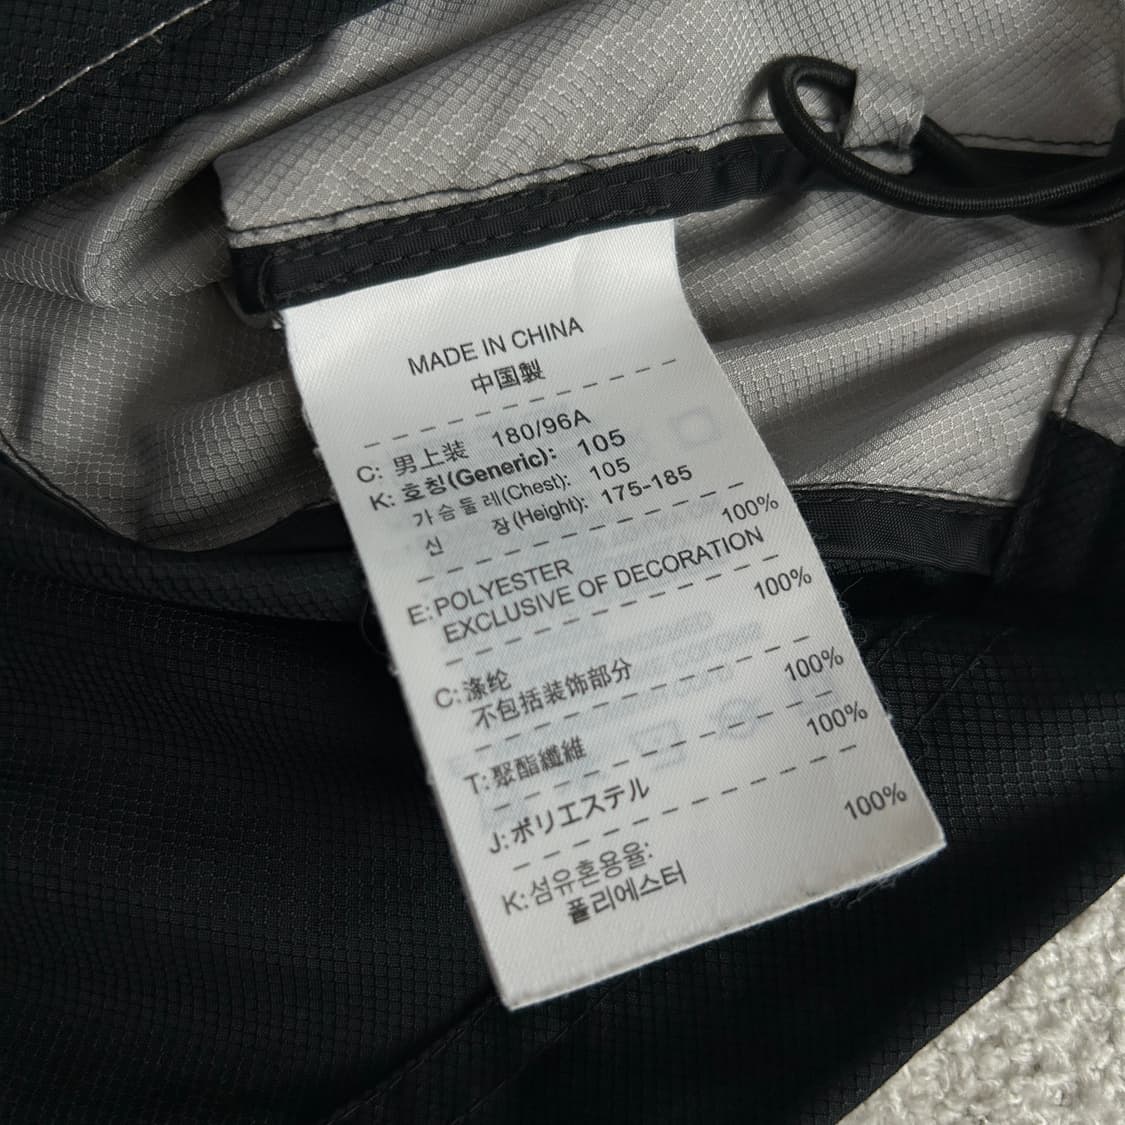 MADE IN CHINA
中国製
C: 男上装 180/96A
K: 호칭(Generic): 105
가슴둘레(Chest): 105
신 장(Height): 175-185
E: POLYESTER 100%
EXCLUSIVE OF DECORATION
C: 涤纶 100%
不包括装饰部分
T: 聚酯纖維 100%
J: ポリエステル 100%
K: 섬유혼용율:
폴리에스터 100%